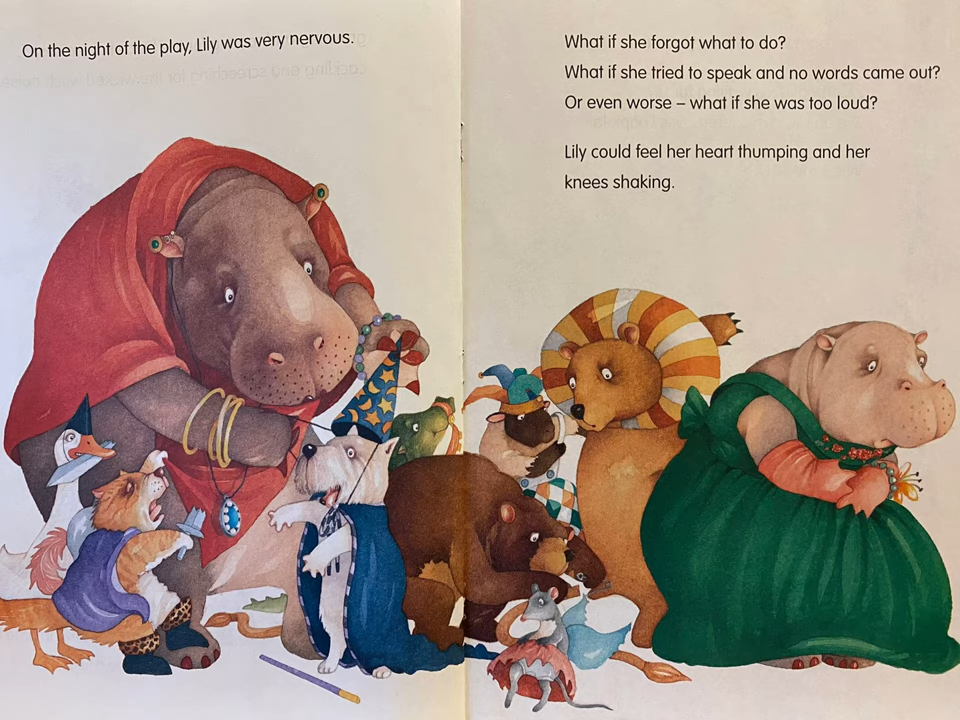 On the night of the play, Lily was very nervous.
What if she forgot what to do?
What if she tried to speak and no words came out?
Or even worse – what if she was too loud?
Lily could feel her heart thumping and her
knees shaking.